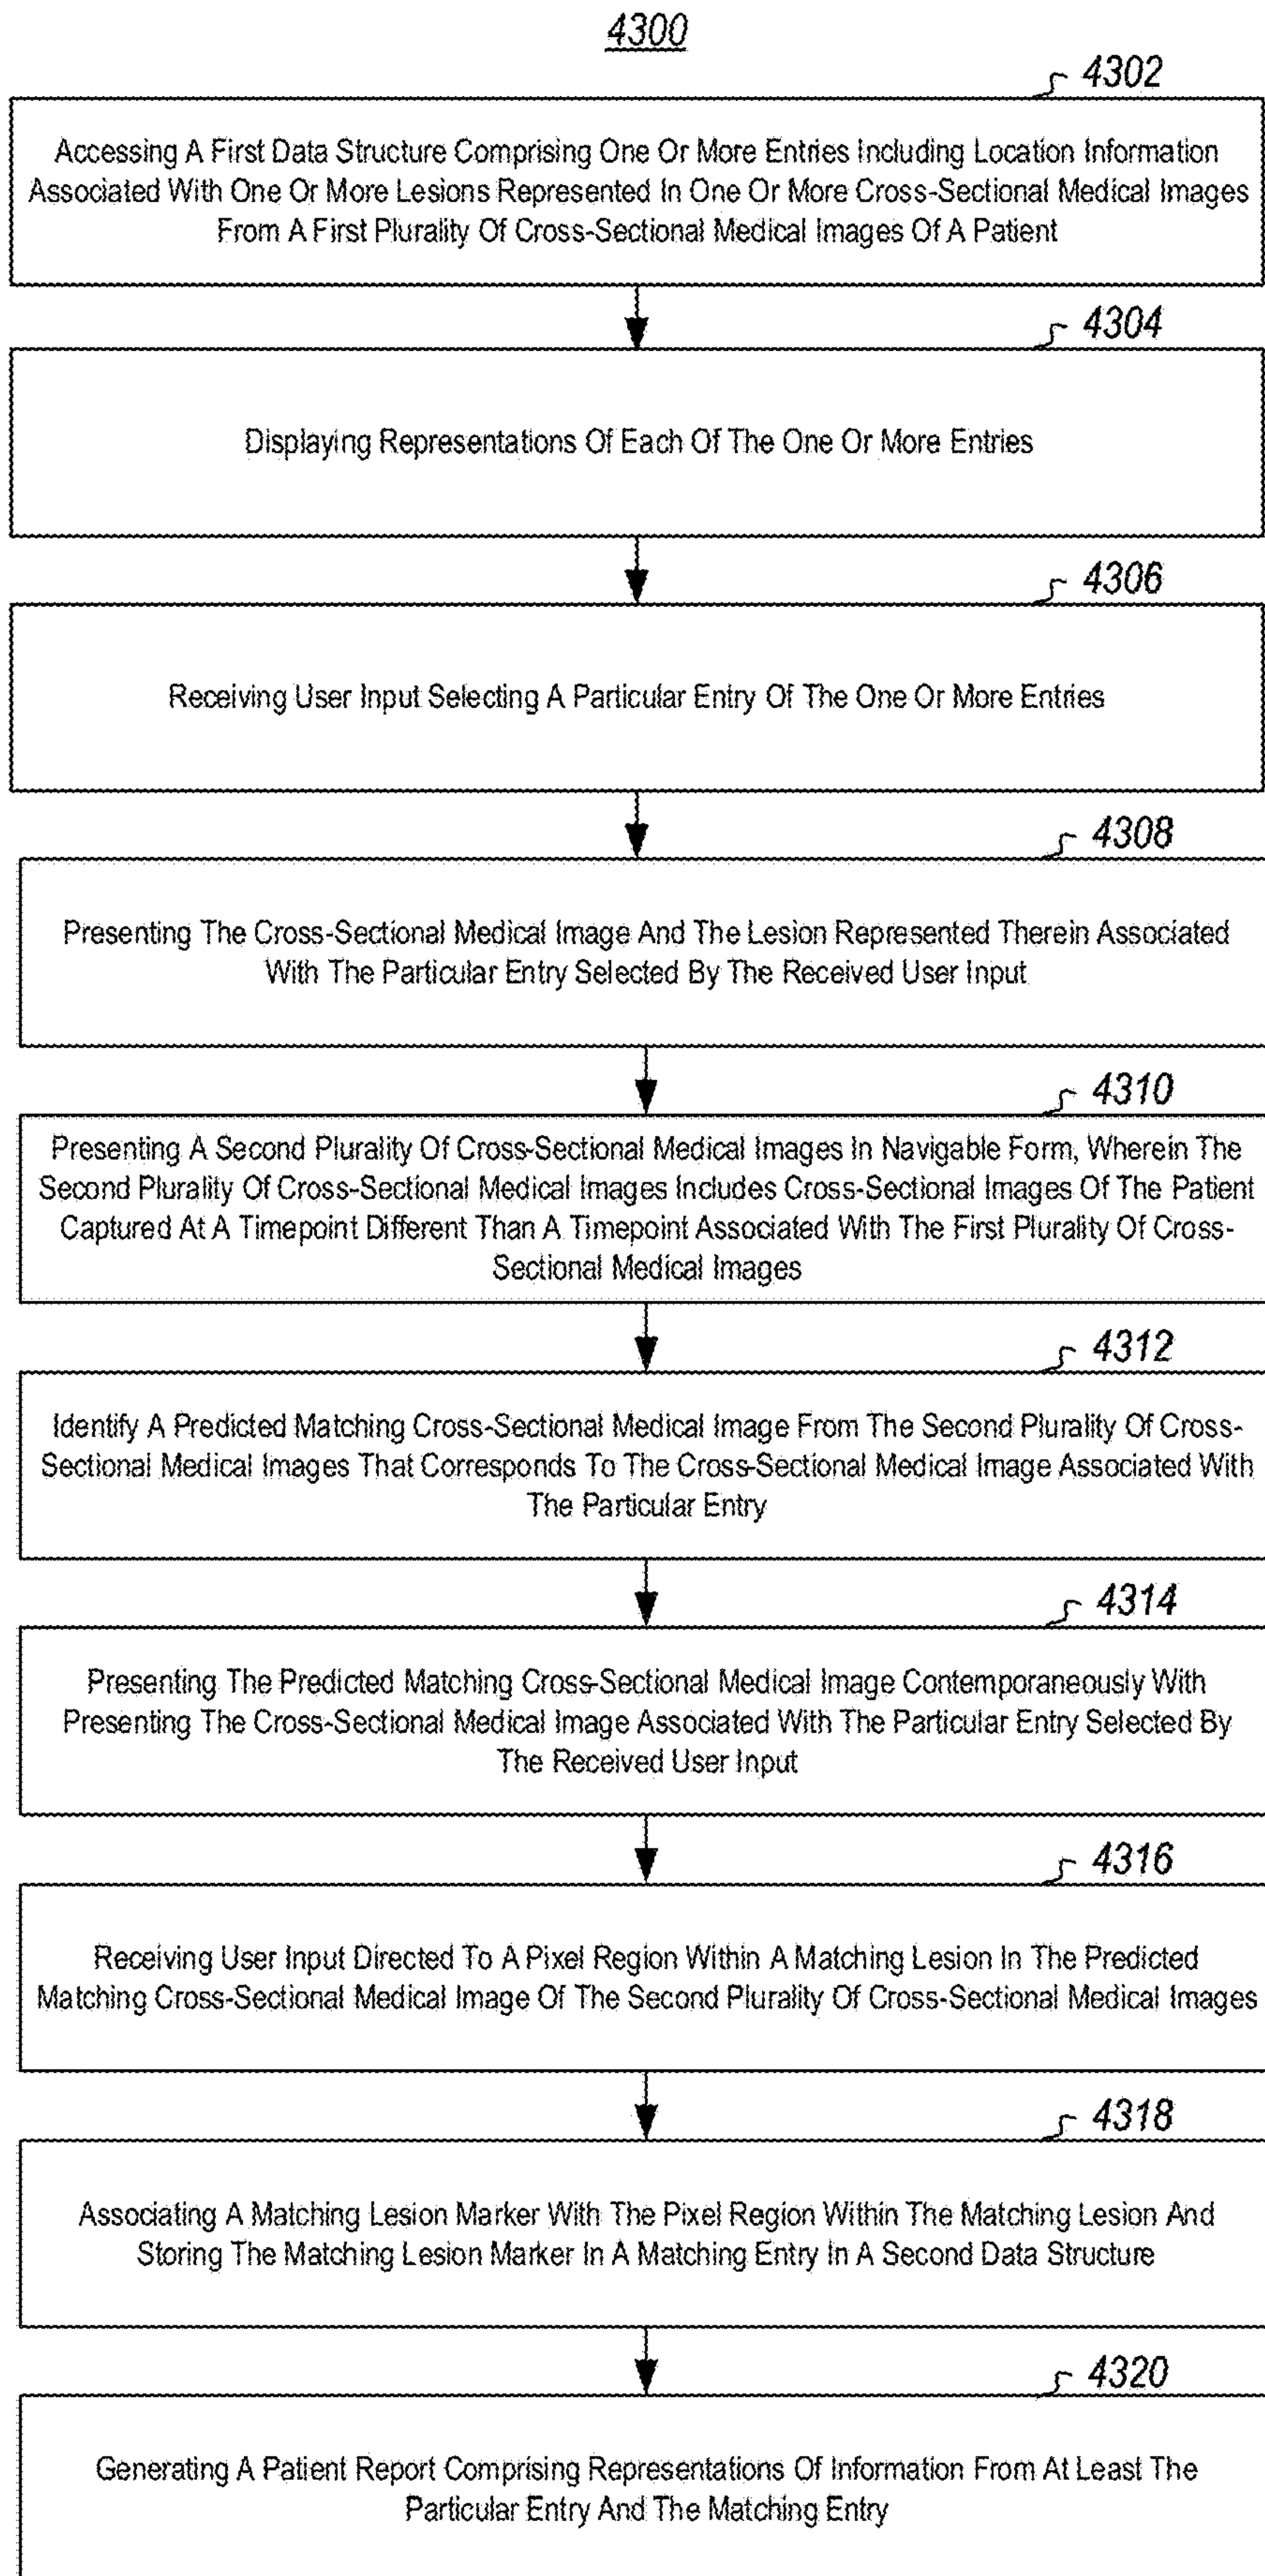 4300
4302
Accessing A First Data Structure Comprising One Or More Entries Including Location Information
Associated With One Or More Lesions Represented In One Or More Cross-Sectional Medical Images
From A First Plurality Of Cross-Sectional Medical Images Of A Patient
4304
Displaying Representations Of Each Of The One Or More Entries
4306
Receiving User Input Selecting A Particular Entry Of The One Or More Entries
4308
Presenting The Cross-Sectional Medical Image And The Lesion Represented Therein Associated
With The Particular Entry Selected By The Received User Input
4310
Presenting A Second Plurality Of Cross-Sectional Medical Images In Navigable Form, Wherein The
Second Plurality Of Cross-Sectional Medical Images Includes Cross-Sectional Images Of The Patient
Captured At A Timepoint Different Than A Timepoint Associated With The First Plurality Of Cross-
Sectional Medical Images
4312
Identify A Predicted Matching Cross-Sectional Medical Image From The Second Plurality Of Cross-
Sectional Medical Images That Corresponds To The Cross-Sectional Medical Image Associated With
The Particular Entry
4314
Presenting The Predicted Matching Cross-Sectional Medical Image Contemporaneously With
Presenting The Cross-Sectional Medical Image Associated With The Particular Entry Selected By
The Received User Input
4316
Receiving User Input Directed To A Pixel Region Within A Matching Lesion In The Predicted
Matching Cross-Sectional Medical Image Of The Second Plurality Of Cross-Sectional Medical Images
4318
Associating A Matching Lesion Marker With The Pixel Region Within The Matching Lesion And
Storing The Matching Lesion Marker In A Matching Entry In A Second Data Structure
4320
Generating A Patient Report Comprising Representations Of Information From At Least The
Particular Entry And The Matching Entry